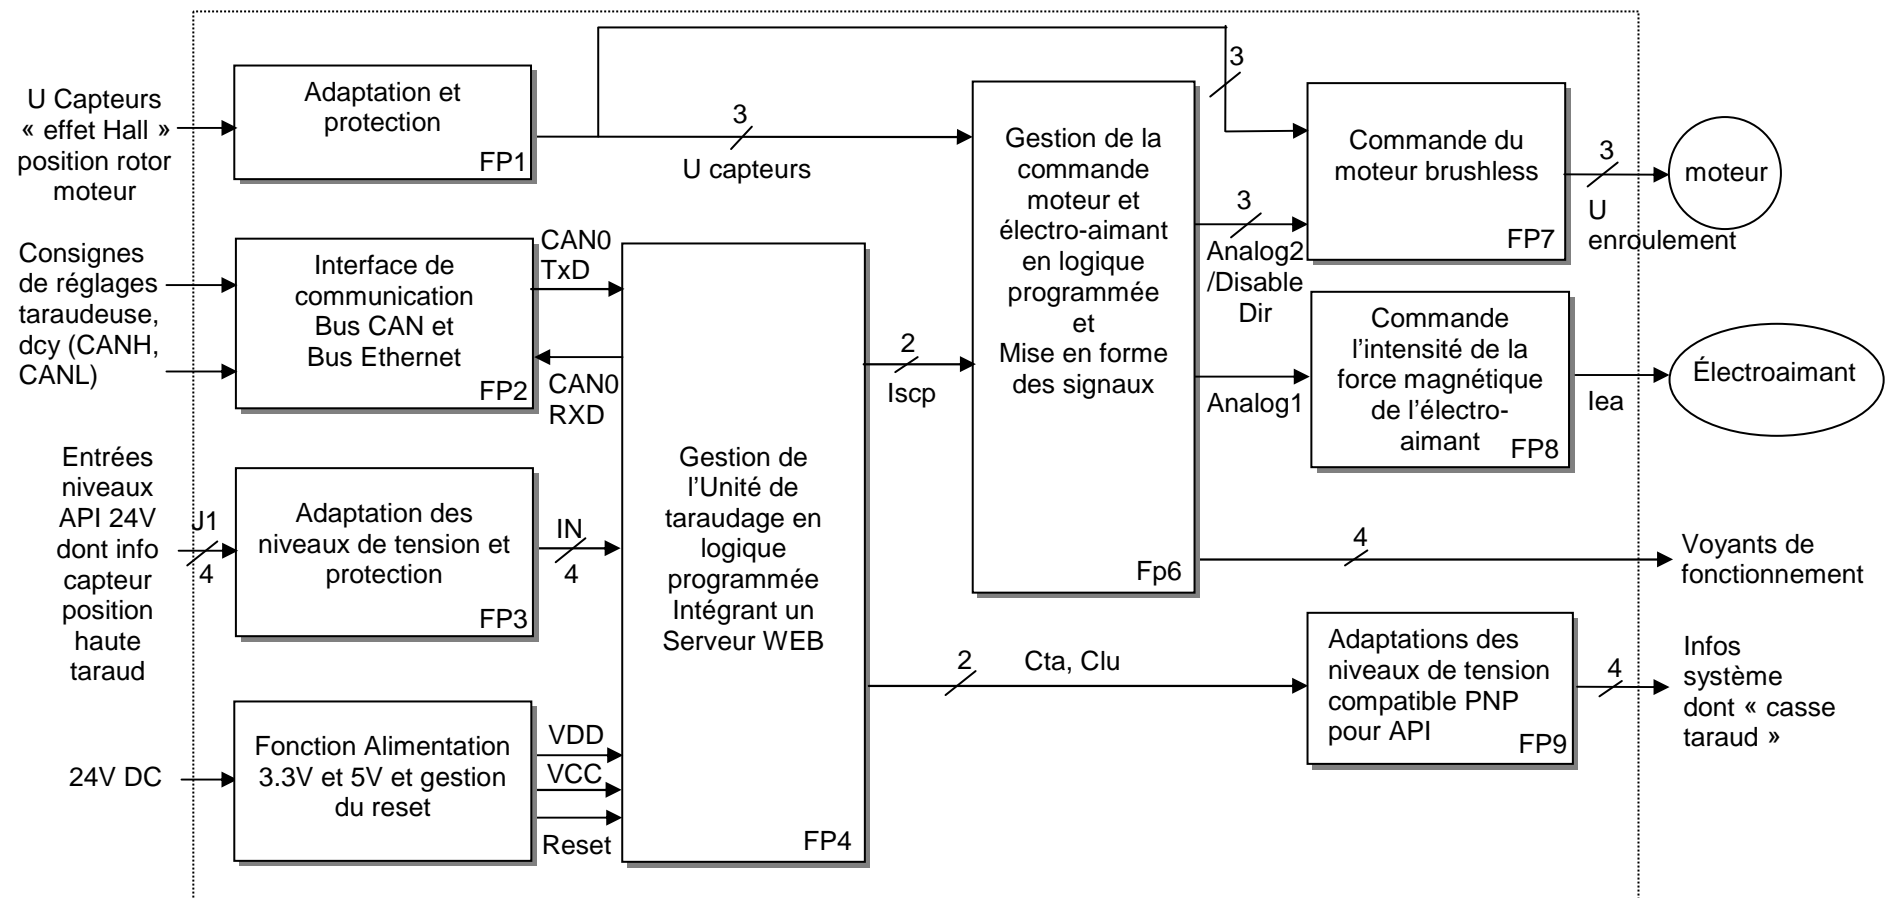 U Capteurs
« effet Hall »
position rotor
moteur
Adaptation et
protection
FP1
3
U capteurs
3
Gestion de la
commande
moteur et
électro-aimant
en logique
programmée
et
Mise en forme
des signaux
Fp6
Commande du
moteur brushless
FP7
3
U
enroulement
moteur
3
Analog2
/Disable
Dir
Consignes
de réglages
taraudeuse,
dcy (CANH,
CANL)
Interface de
communication
Bus CAN et
Bus Ethernet
FP2
CAN0
TxD
CAN0
RXD
Gestion de
l’Unité de
taraudage en
logique
programmée
Intégrant un
Serveur WEB
FP4
2
Iscp
Analog1
Commande
l’intensité de la
force magnétique
de l’électro-
aimant
FP8
Iea
Électroaimant
Entrées
niveaux
API 24V
dont info
capteur
position
haute
taraud
J1
4
Adaptation des
niveaux de tension et
protection
FP3
IN
4
4
Voyants de
fonctionnement
2
Cta, Clu
Adaptations des
niveaux de tension
compatible PNP
pour API
FP9
4
Infos
système
dont « casse
taraud »
24V DC
Fonction Alimentation
3.3V et 5V et gestion
du reset
VDD
VCC
Reset